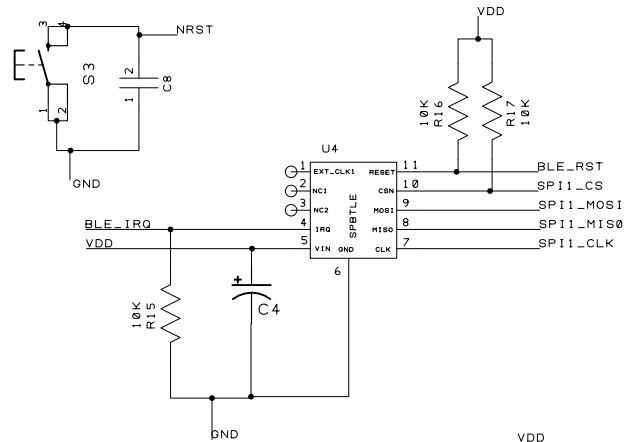 3 4
NRST
S3
2
1
C8
1 2
GND
VDD
10K
R16
R17
10K
U4
1 EXT_CLK1 RESET 11 BLE_RST
2 NC1 CSN 10 SPI1_CS
3 NC2 MOSI 9 SPI1_MOSI
BLE_IRQ 4 IRQ MISO 8 SPI1_MISO
VDD 5 VIN GND CLK 7 SPI1_CLK
SPBTLE
6
+
C4
10K
R15
GND
VDD